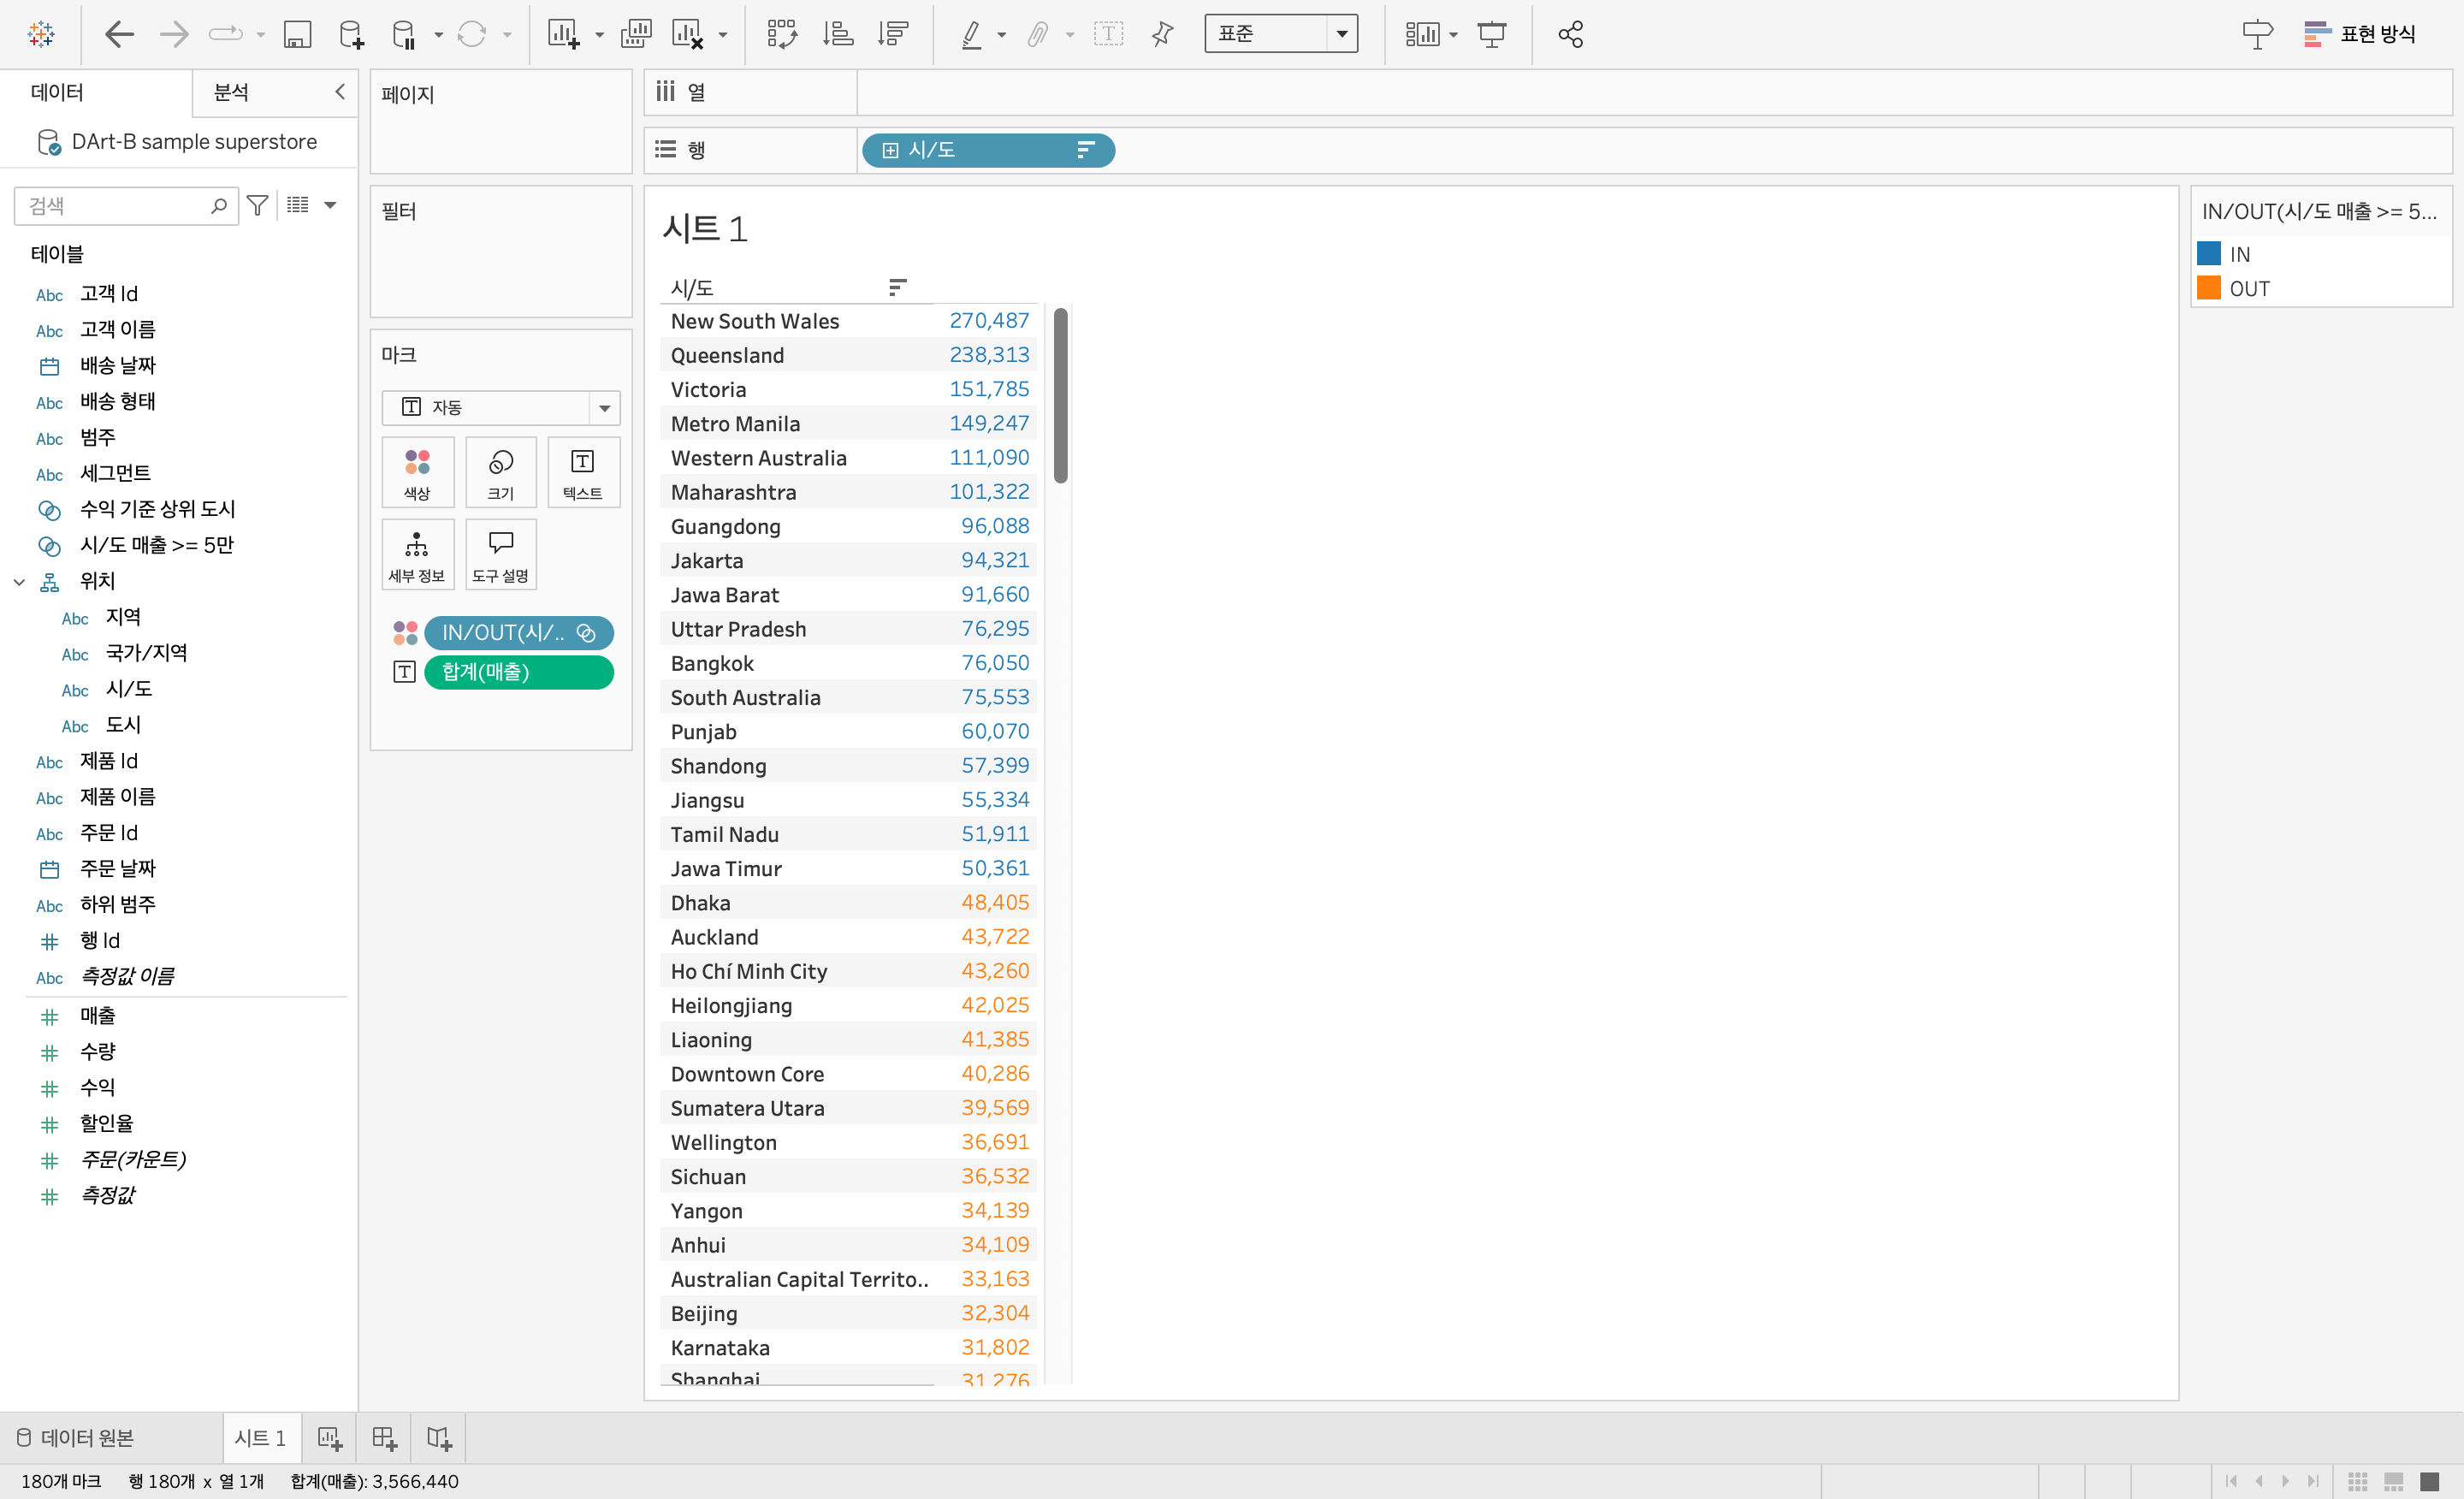 표준
표현 방식
데이터
분석
DArt-B sample superstore
검색
테이블
Abc 고객 Id
Abc 고객 이름
배송 날짜
Abc 배송 형태
Abc 범주
Abc 세그먼트
수익 기준 상위 도시
시/도 매출 >= 5만
위치
Abc 지역
Abc 국가/지역
Abc 시/도
Abc 도시
Abc 제품 Id
Abc 제품 이름
Abc 주문 Id
주문 날짜
Abc 하위 범주
행 Id
Abc 측정값 이름
매출
수량
수익
할인율
주문(카운트)
측정값
페이지
필터
마크
자동
색상
크기
텍스트
세부 정보
도구 설명
IN/OUT(시/..
합계(매출)
열
행
시/도
시트 1
시/도
New South Wales 270,487
Queensland 238,313
Victoria 151,785
Metro Manila 149,247
Western Australia 111,090
Maharashtra 101,322
Guangdong 96,088
Jakarta 94,321
Jawa Barat 91,660
Uttar Pradesh 76,295
Bangkok 76,050
South Australia 75,553
Punjab 60,070
Shandong 57,399
Jiangsu 55,334
Tamil Nadu 51,911
Jawa Timur 50,361
Dhaka 48,405
Auckland 43,722
Ho Chí Minh City 43,260
Heilongjiang 42,025
Liaoning 41,385
Downtown Core 40,286
Sumatera Utara 39,569
Wellington 36,691
Sichuan 36,532
Yangon 34,139
Anhui 34,109
Australian Capital Territo.. 33,163
Beijing 32,304
Karnataka 31,802
Shanghai 31,276
IN/OUT(시/도 매출 >= 5...
IN
OUT
데이터 원본
시트 1
180개 마크 행 180개 x 열 1개 합계(매출): 3,566,440